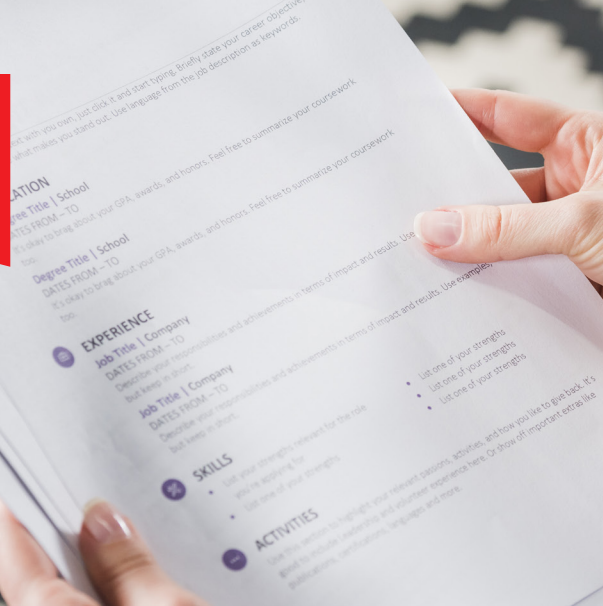 ext with you own, just click it and start typing. Briefly state your career objective,
what makes you stand out. Use language from the job description as keywords.
CATION
ree Title | School
ATES FROM – TO
It's okay to brag about your GPA, awards, and honors. Feel free to summarize your coursework
too.
Degree Title | School
DATES FROM – TO
It's okay to brag about your GPA, awards, and honors. Feel free to summarize your coursework
too.
EXPERIENCE
Job Title | Company
DATES FROM – TO
Describe your responsibilities and achievements in terms of impact and results. Use
but keep in short.
Job Title | Company
DATES FROM – TO
Describe your responsibilities and achievements in terms of impact and results. Use examples,
but keep in short.
SKILLS
• List your strengths relevant for the role
you're applying for
• List one of your strengths
• List one of your strengths
• List one of your strengths
• List one of your strengths
ACTIVITIES
Use this section to highlight your relevant passions, activities, and how you like to give back. It's
good to include Leadership and volunteer experience here. Or show off important extras like
publications, certifications, languages and more.